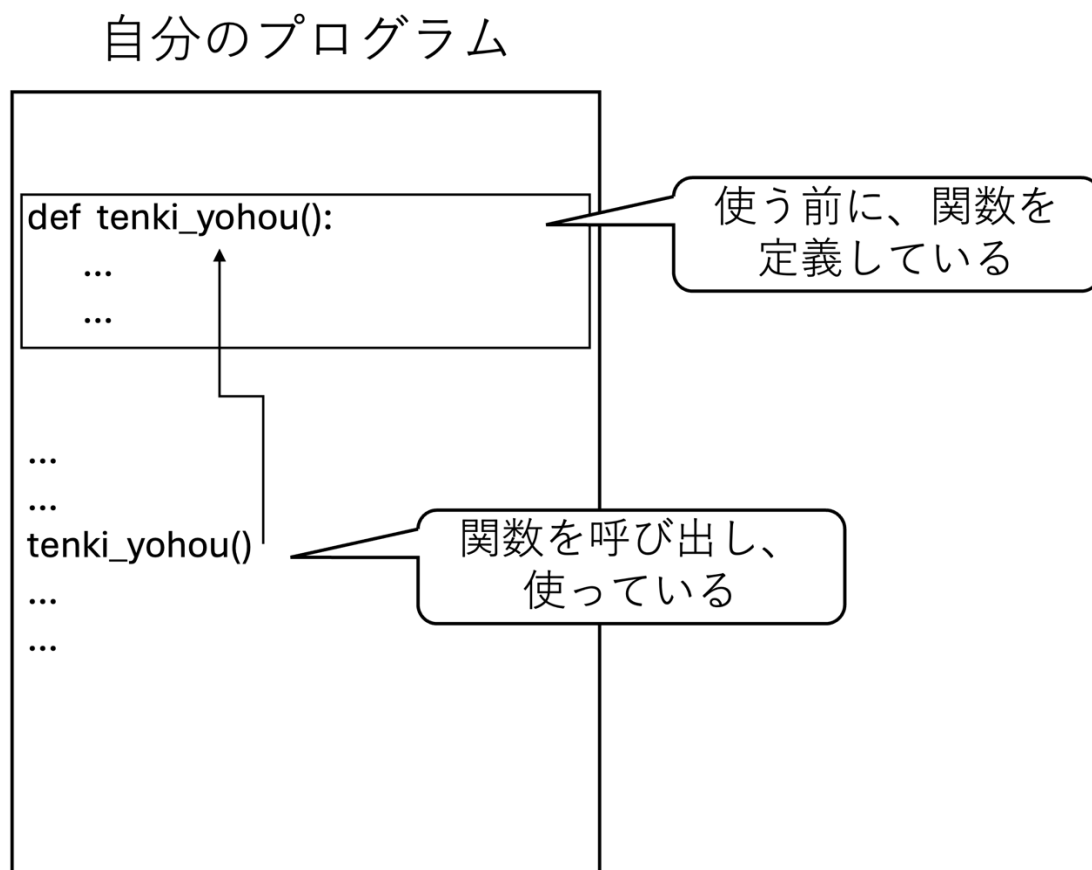 自分のプログラム
def tenki_yohou():
...
...
使う前に、関数を
定義している
...
...
tenki_yohou()
関数を呼び出し、
使っている
...
...